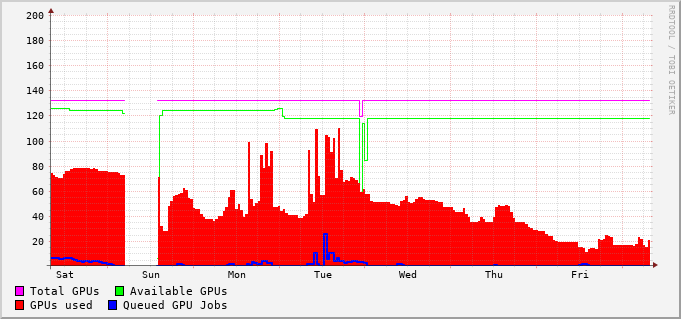 200
180
160
140
120
100
80
60
40
20
Sat Sun Mon Tue Wed Thu Fri
RRDTOOL / TOBI OETIKER
Total GPUs Available GPUs
GPUs used Queued GPU Jobs